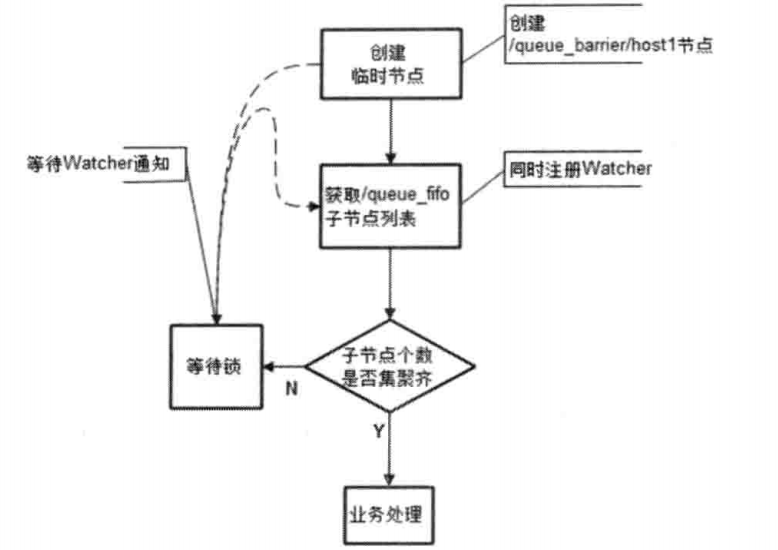 创建
临时节点
创建
/queue_barrier/host1节点
等待Watcher通知
获取/queue_fifo
子节点列表
同时注册Watcher
等待锁
子节点个数
是否集聚齐
N
Y
业务处理